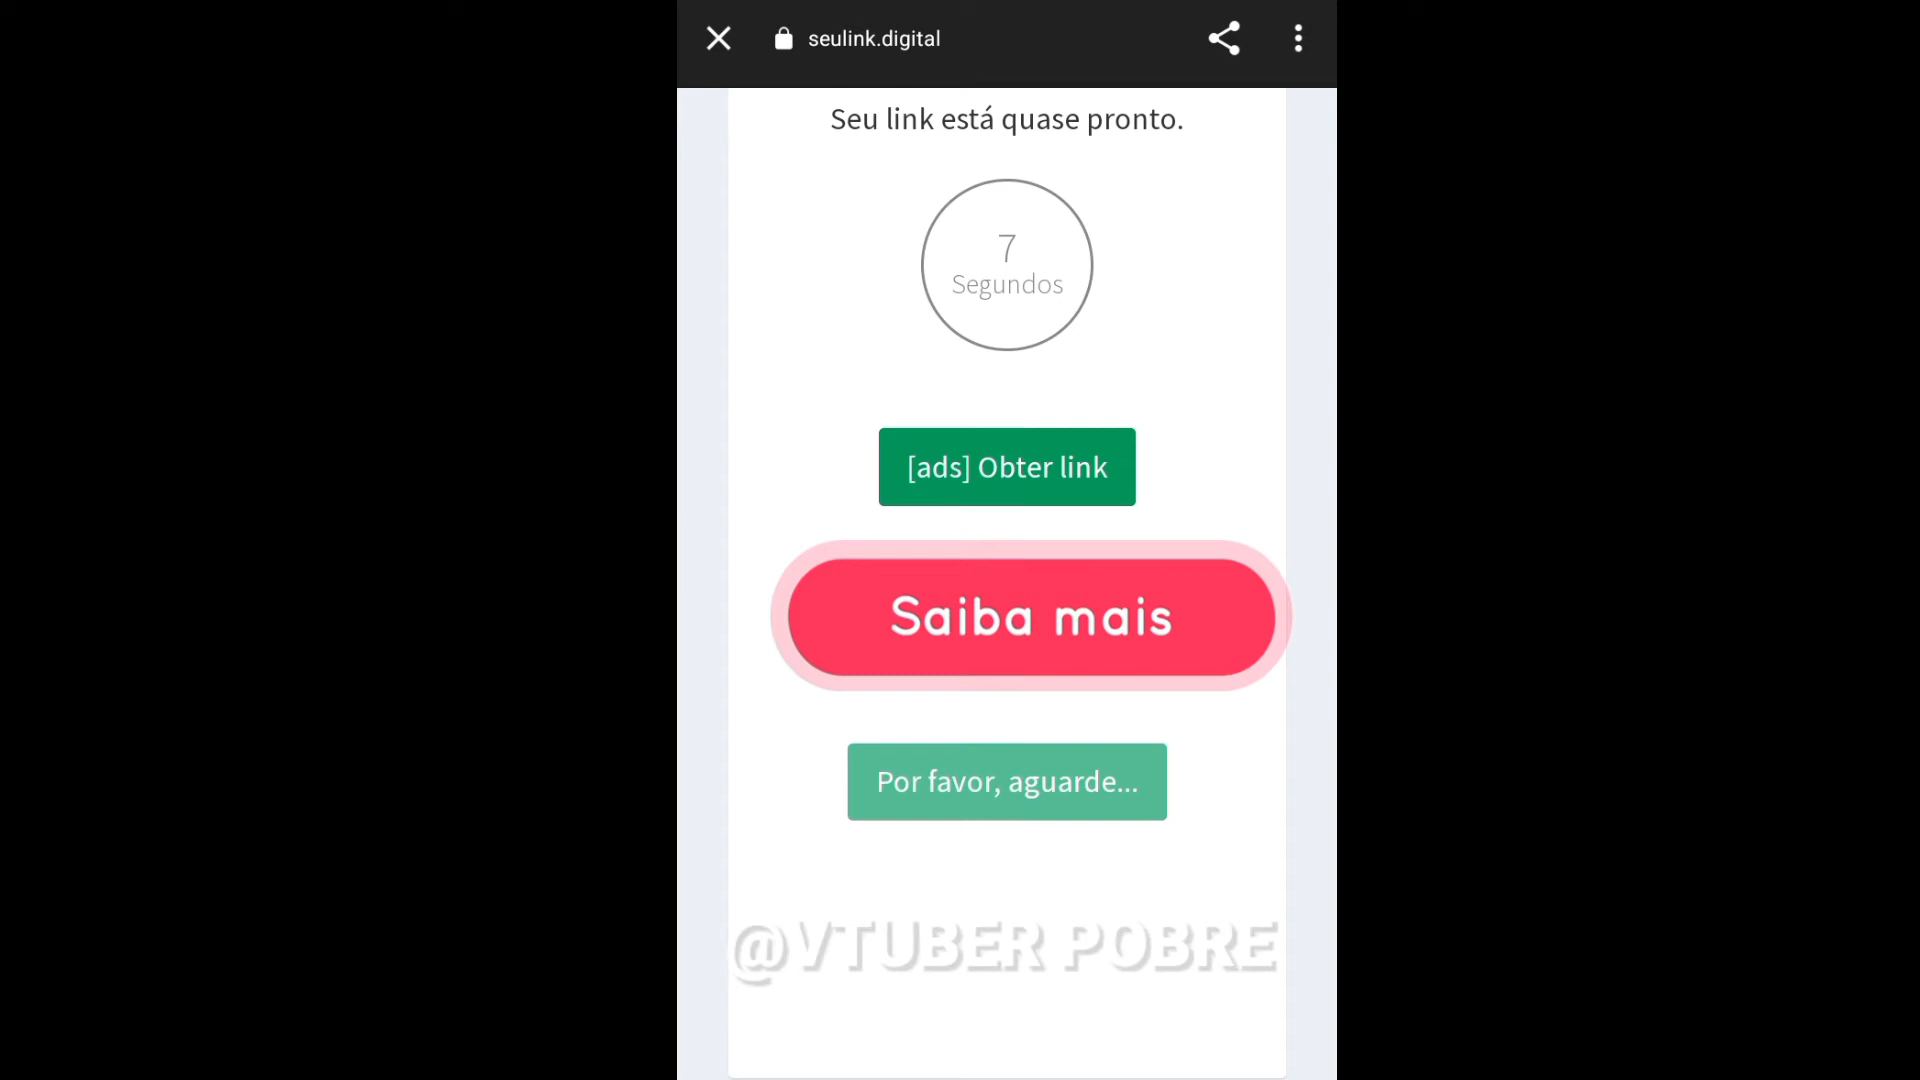 seulink.digital
Seu link está quase pronto.
7
Segundos
[ads] Obter link
Saiba mais
Por favor, aguarde...
@VTUBER POBRE